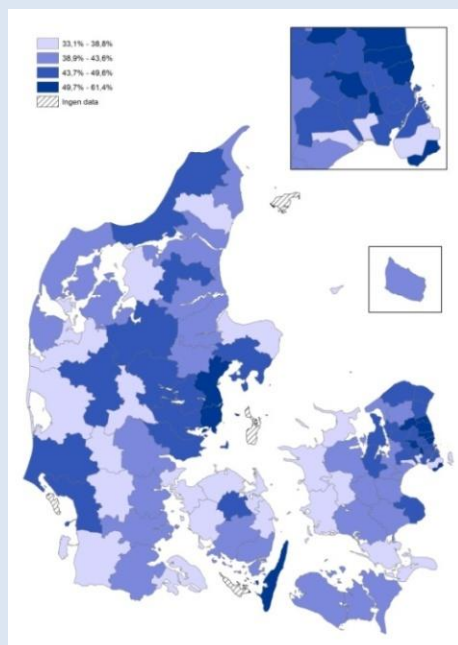 33,1% - 38,8%
38,9% - 43,6%
43,7% - 49,6%
49,7% - 61,4%
Ingen data